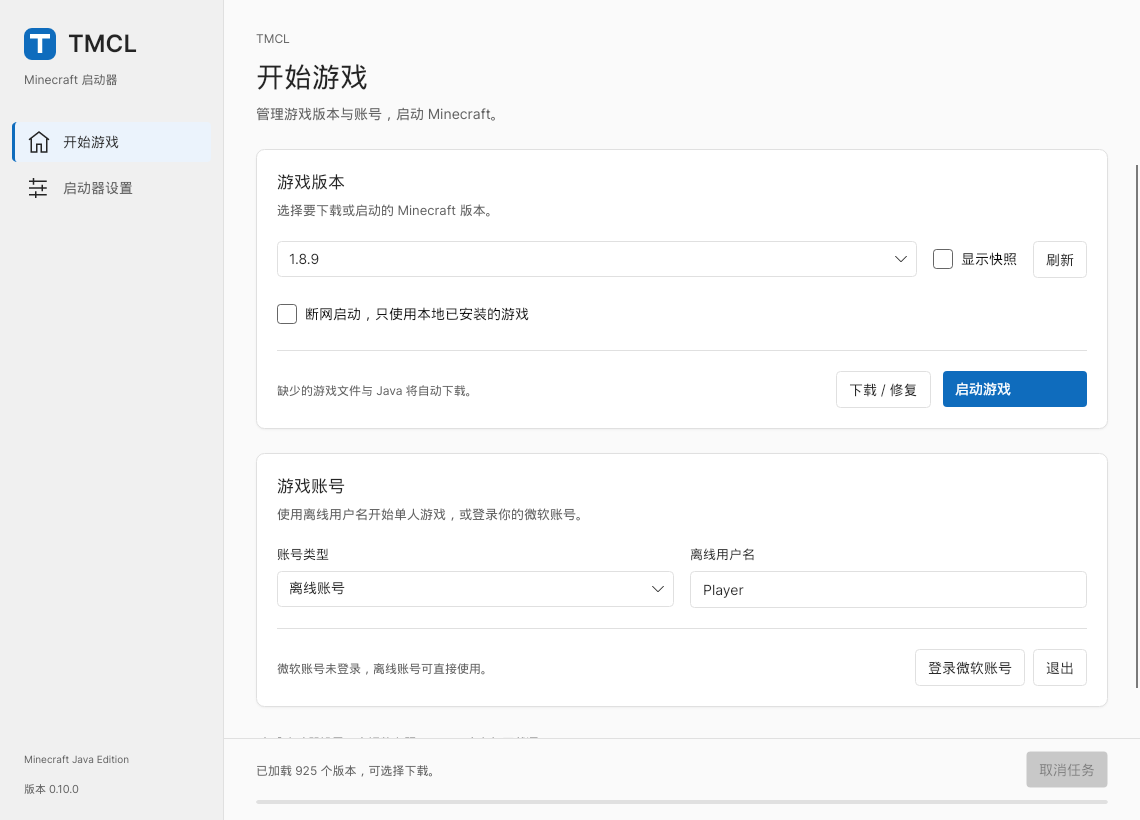 TMCL
Minecraft 启动器
开始游戏
启动器设置
Minecraft Java Edition
版本 0.10.0
TMCL
开始游戏
管理游戏版本与账号，启动 Minecraft。
游戏版本
选择要下载或启动的 Minecraft 版本。
1.8.9
显示快照
刷新
断网启动，只使用本地已安装的游戏
缺少的游戏文件与 Java 将自动下载。
下载 / 修复
启动游戏
游戏账号
使用离线用户名开始单人游戏，或登录你的微软账号。
账号类型
离线用户名
离线账号
Player
微软账号未登录，离线账号可直接使用。
登录微软账号
退出
已加载 925 个版本，可选择下载。
取消任务